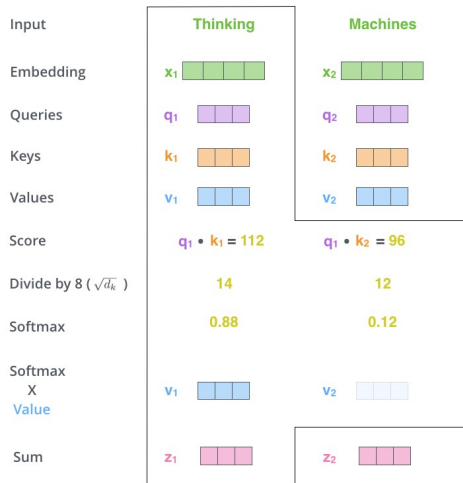 Input Thinking Machines
Embedding x1 x2
Queries q1 q2
Keys k1 k2
Values v1 v2
Score q1 • k1 = 112 q1 • k2 = 96
Divide by 8 ( √dk ) 14 12
Softmax 0.88 0.12
Softmax
X
Value v1 v2
Sum z1 z2